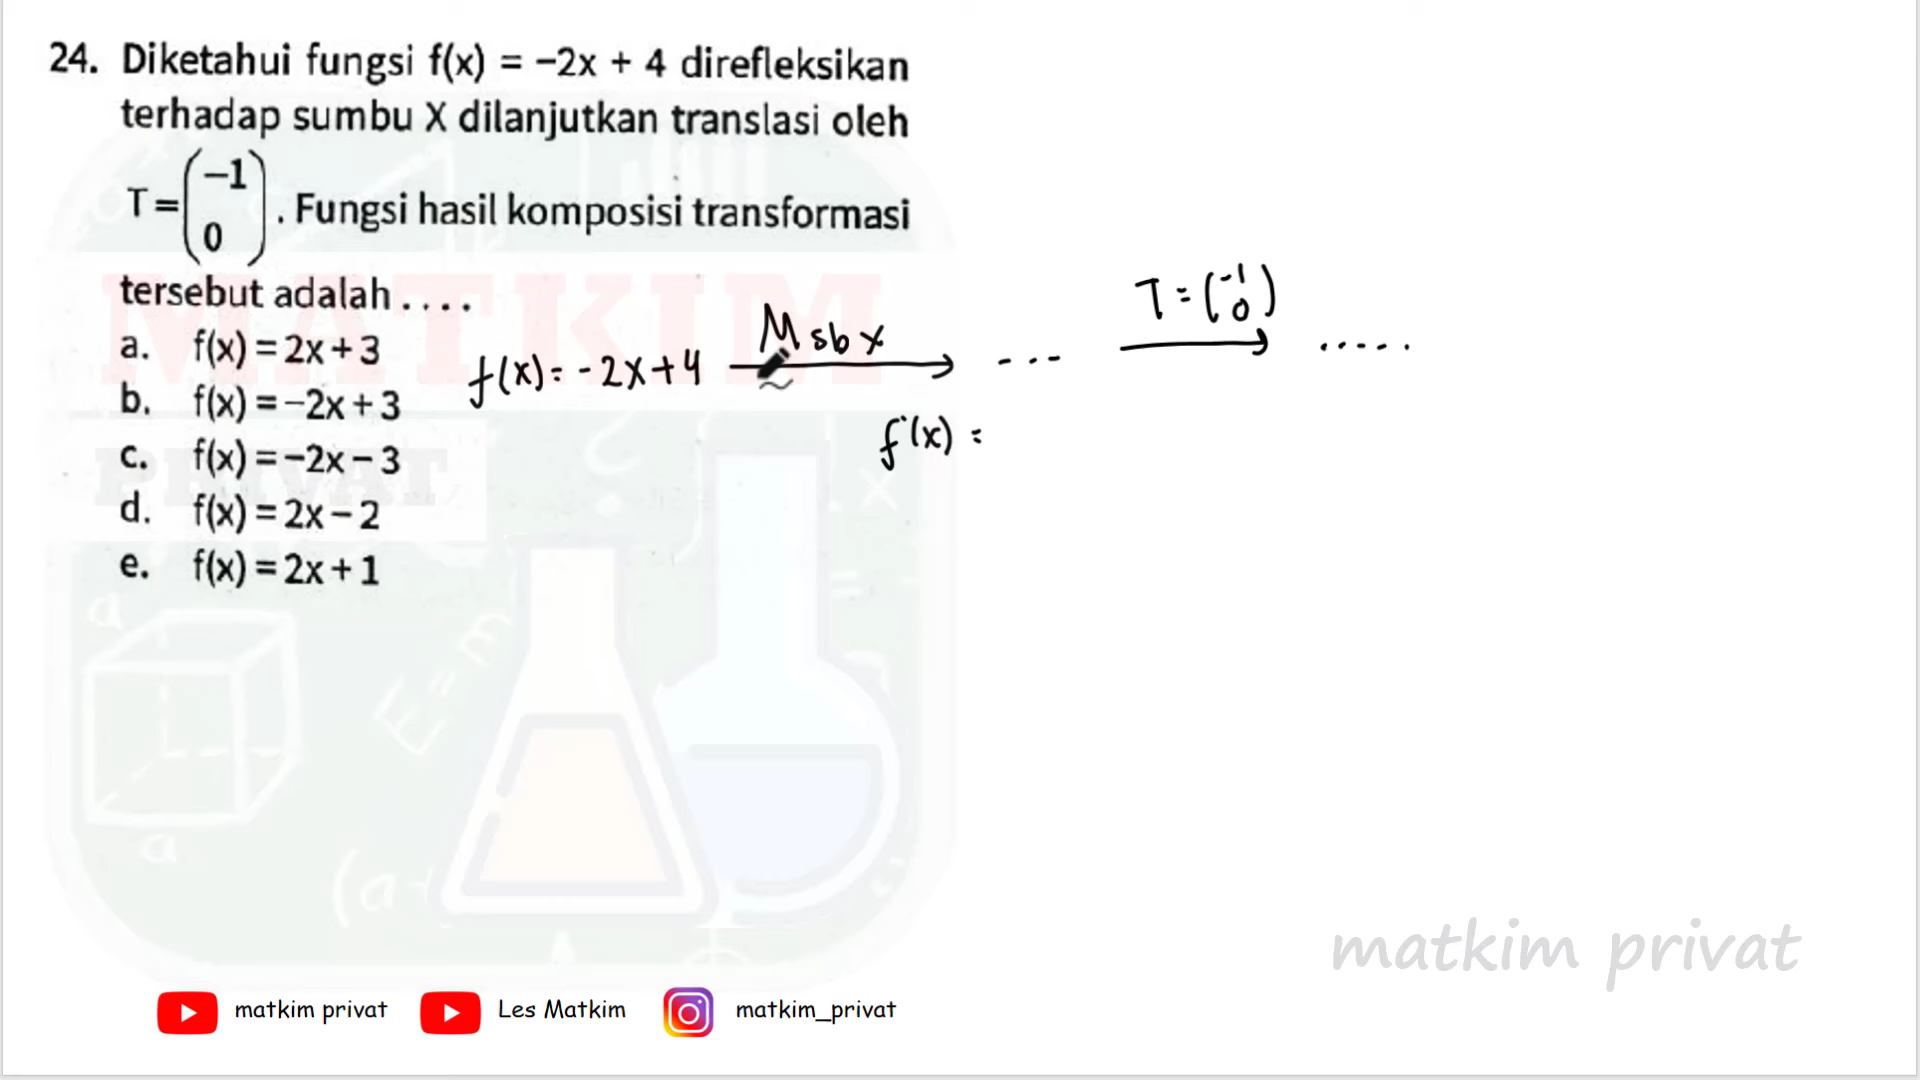 24. Diketahui fungsi f(x) = −2x + 4 direfleksikan
terhadap sumbu X dilanjutkan translasi oleh
T = (−1 0). Fungsi hasil komposisi transformasi
tersebut adalah . . . .
a. f(x) = 2x + 3
b. f(x) = −2x + 3
c. f(x) = −2x − 3
d. f(x) = 2x − 2
e. f(x) = 2x + 1
f(x) = -2x+4
M sb x
...
T = (-1 0)
.....
f'(x) =
MATKIM
PRIVAT
a
a
E=m
(a+
matkim privat
matkim privat
Les Matkim
matkim_privat